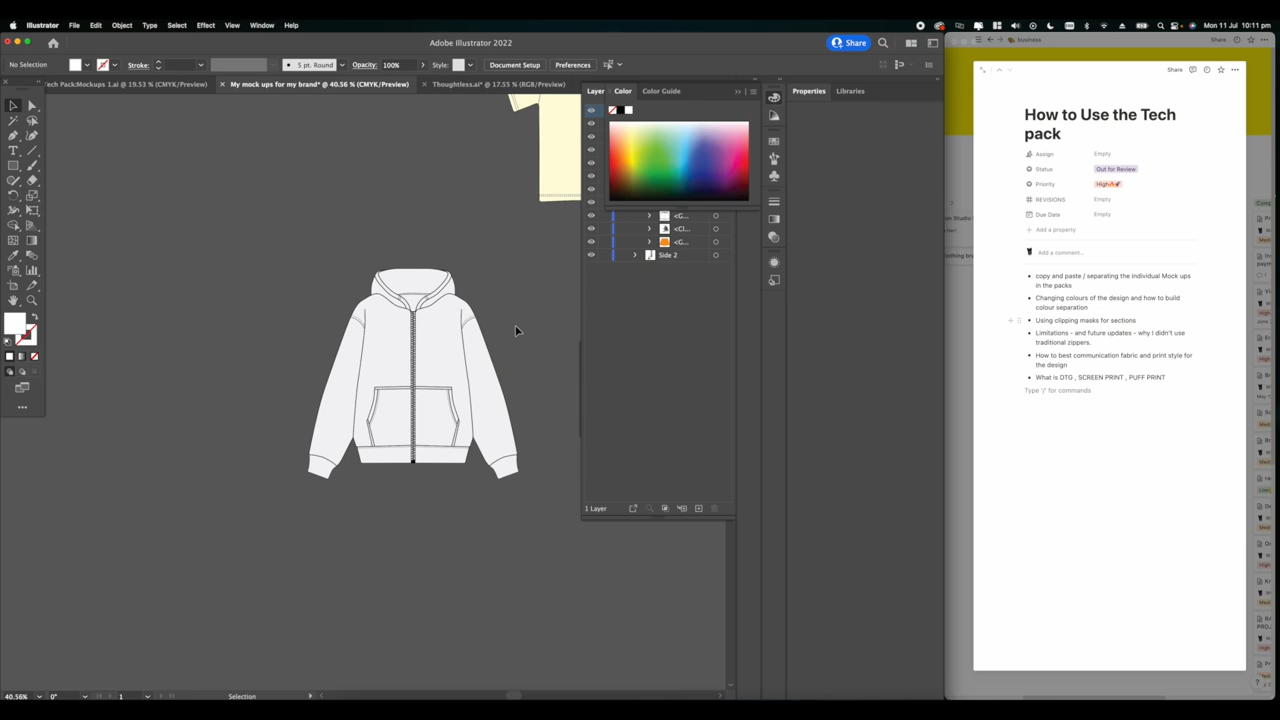 Illustrator File Edit Object Type Select Effect View Window Help
Mon 11 Jul 10:11 pm
Adobe Illustrator 2022
Share
business
Share
No Selection
Stroke:
5 pt. Round
Opacity: 100%
Style:
Document Setup
Preferences
ech Pack:Mockups 1.ai @ 19.53 % (CMYK/Preview)
× My mock ups for my brand* @ 40.56 % (CMYK/Preview)
× Thoughtless.ai* @ 17.55 % (RGB/Preview)
Layer
Color
Color Guide
Properties
Libraries
<G...
<Cl...
<G...
Side 2
1 Layer
40.56%
0°
1
Selection
Share
How to Use the Tech
pack
Assign Empty
Status Out for Review
Priority High🔥🚀
REVISIONS Empty
Due Date Empty
Add a property
Add a comment...
• copy and paste / separating the individual Mock ups
in the packs
• Changing colours of the design and how to build
colour separation
• Using clipping masks for sections
• Limitations - and future updates - why I didn't use
traditional zippers.
• How to best communication fabric and print style for
the design
• What is DTG , SCREEN PRINT , PUFF PRINT
Type '/' for commands